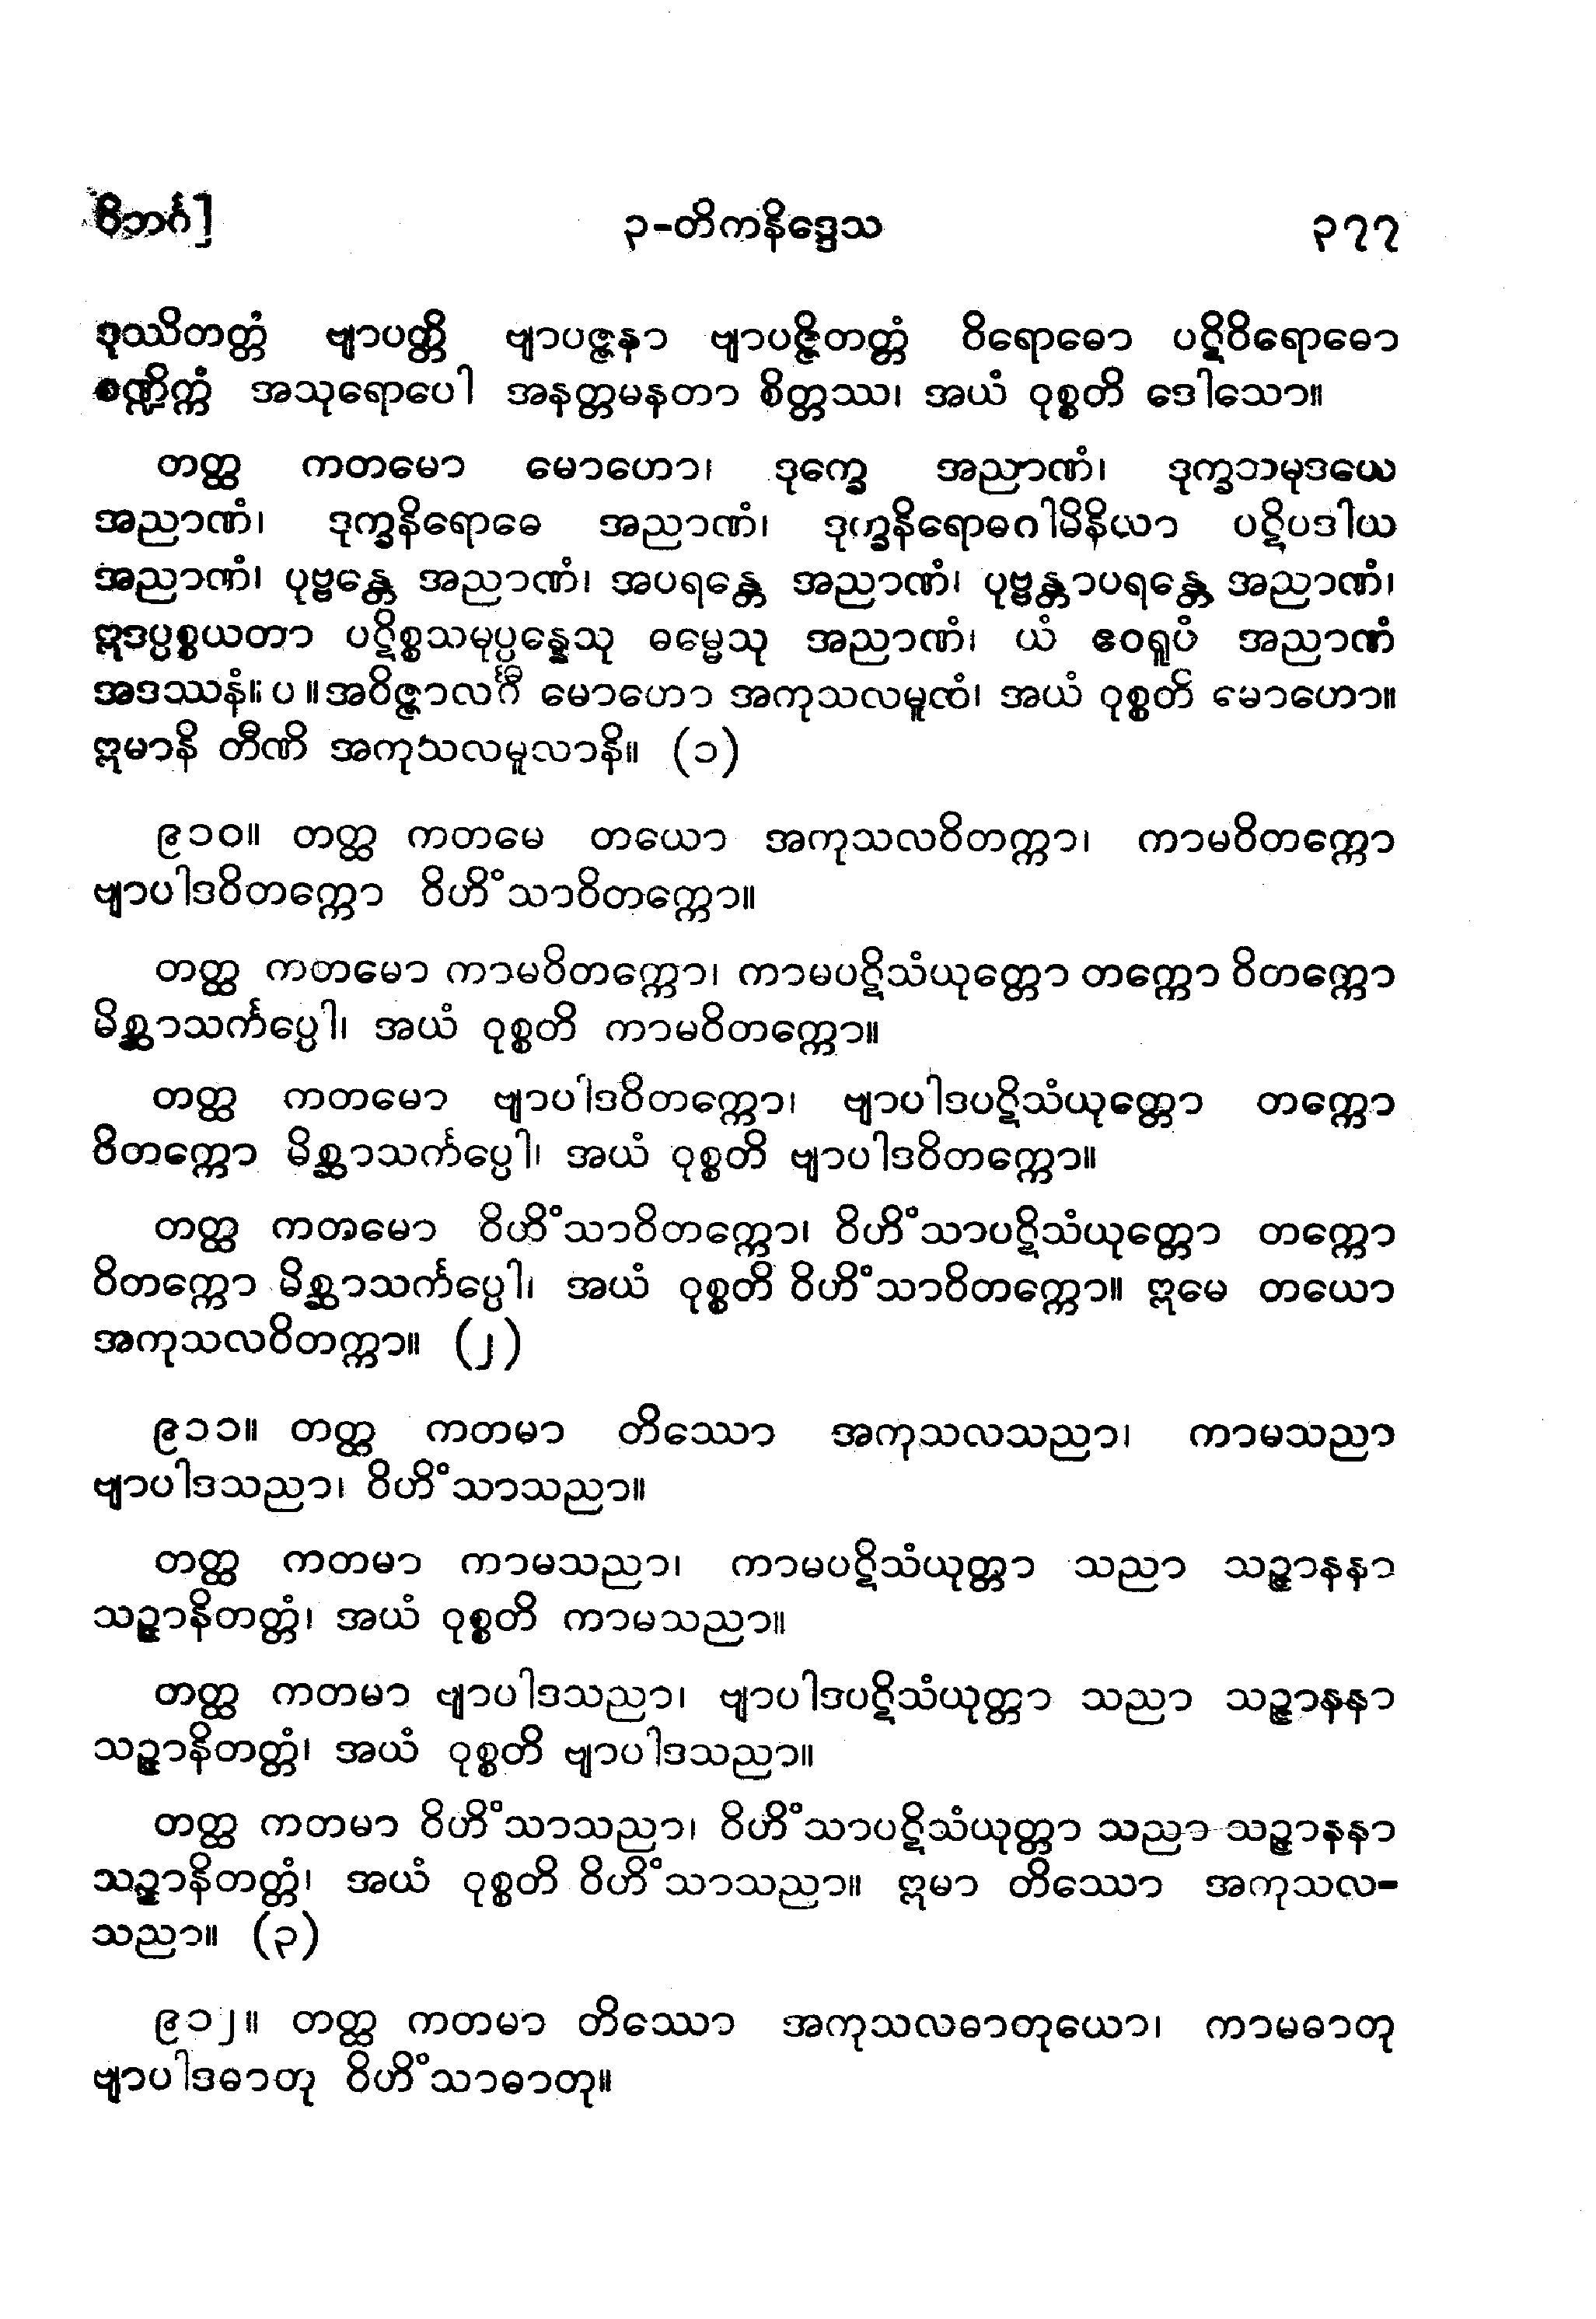 ဝိဘင်္ဂ]
၃-တိကနိဒ္ဒေသ
၃၇၇
ဒုဿိတတ္တံ ဗျာပတ္တိ ဗျာပဇ္ဇနာ ဗျာပဇ္ဇိတတ္တံ ဝိရောဓော ပဋိဝိရောဓော
စဏ္ဍိက္ကံ အသုရောပေါ အနတ္တမနတာ စိတ္တဿ၊ အယံ ဝုစ္စတိ ဒေါသော။
တတ္ထ ကတမော မောဟော၊ ဒုက္ခေ အညာဏံ၊ ဒုက္ခသမုဒယေ
အညာဏံ၊ ဒုက္ခနိရောဓေ အညာဏံ၊ ဒုက္ခနိရောဓဂါမိနိယာ ပဋိပဒါယ
အညာဏံ၊ ပုဗ္ဗန္တေ အညာဏံ၊ အပရန္တေ အညာဏံ၊ ပုဗ္ဗန္တာပရန္တေ အညာဏံ၊
ဣဒပ္ပစ္စယတာ ပဋိစ္စသမုပ္ပန္နေသု ဓမ္မေသု အညာဏံ၊ ယံ ဧဝရူပံ အညာဏံ
အဒဿနံ။ ပ ။အဝိဇ္ဇာလင်္ဂီ မောဟော အကုသလမူလံ၊ အယံ ဝုစ္စတိ မောဟော။
ဣမာနိ တီဏိ အကုသလမူလာနိ။ (၁)
၉၁၀။ တတ္ထ ကတမေ တယော အကုသလဝိတက္ကာ၊ ကာမဝိတက္ကော
ဗျာပါဒဝိတက္ကော ဝိဟိံသာဝိတက္ကော။
တတ္ထ ကတမော ကာမဝိတက္ကော၊ ကာမပဋိသံယုတ္တော တက္ကော ဝိတက္ကော
မိစ္ဆာသင်္ကပ္ပေါ၊ အယံ ဝုစ္စတိ ကာမဝိတက္ကော။
တတ္ထ ကတမော ဗျာပါဒဝိတက္ကော၊ ဗျာပါဒပဋိသံယုတ္တော တက္ကော
ဝိတက္ကော မိစ္ဆာသင်္ကပ္ပေါ၊ အယံ ဝုစ္စတိ ဗျာပါဒဝိတက္ကော။
တတ္ထ ကတမော ဝိဟိံသာဝိတက္ကော၊ ဝိဟိံသာပဋိသံယုတ္တော တက္ကော
ဝိတက္ကော မိစ္ဆာသင်္ကပ္ပေါ၊ အယံ ဝုစ္စတိ ဝိဟိံသာဝိတက္ကော။ ဣမေ တယော
အကုသလဝိတက္ကာ။ (၂)
၉၁၁။ တတ္ထ ကတမာ တိဿော အကုသလသညာ၊ ကာမသညာ
ဗျာပါဒသညာ၊ ဝိဟိံသာသညာ။
တတ္ထ ကတမာ ကာမသညာ၊ ကာမပဋိသံယုတ္တာ သညာ သဉ္ဇာနနာ
သဉ္ဇာနိတတ္တံ၊ အယံ ဝုစ္စတိ ကာမသညာ။
တတ္ထ ကတမာ ဗျာပါဒသညာ၊ ဗျာပါဒပဋိသံယုတ္တာ သညာ သဉ္ဇာနနာ
သဉ္ဇာနိတတ္တံ၊ အယံ ဝုစ္စတိ ဗျာပါဒသညာ။
တတ္ထ ကတမာ ဝိဟိံသာသညာ၊ ဝိဟိံသာပဋိသံယုတ္တာ သညာ သဉ္ဇာနနာ
သဉ္ဇာနိတတ္တံ၊ အယံ ဝုစ္စတိ ဝိဟိံသာသညာ။ ဣမာ တိဿော အကုသလ-
သညာ။ (၃)
၉၁၂။ တတ္ထ ကတမာ တိဿော အကုသလဓာတုယော၊ ကာမဓာတု
ဗျာပါဒဓာတု ဝိဟိံသာဓာတု။